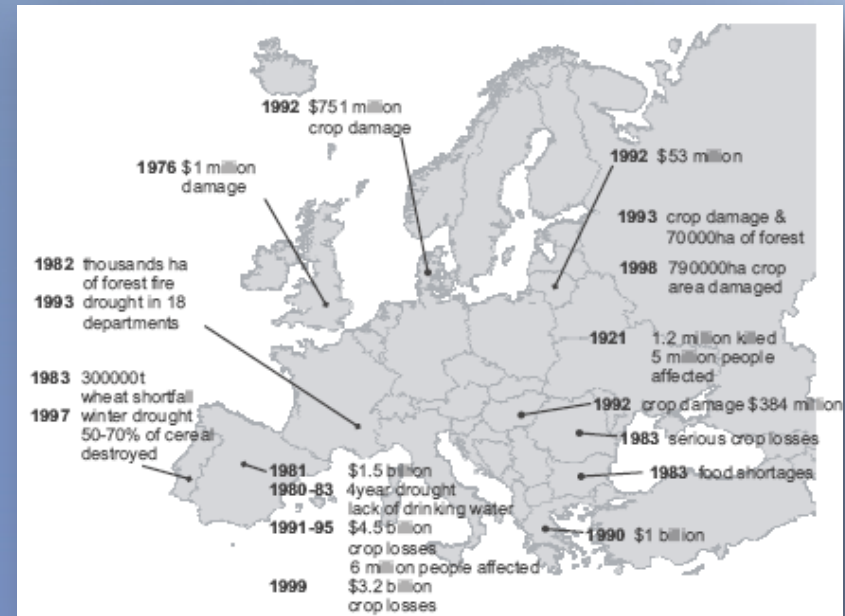 1992 $751 million
crop damage
1976 $1 million
damage
1992 $53 million
1993 crop damage &
70000ha of forest
1982 thousands ha
of forest fire
1993 drought in 18
departments
1998 790000ha crop
area damaged
1921 1.2 million killed
5 million people
affected
1983 300000t
wheat shortfall
1997 winter drought
50-70% of cereal
destroyed
1992 crop damage $384 million
1983 serious crop losses
1983 food shortages
1981 $1.5 billion
1980-83 4year drought
lack of drinking water
1991-95 $4.5 billion
crop losses
6 million people affected
1999 $3.2 billion
crop losses
1990 $1 billion